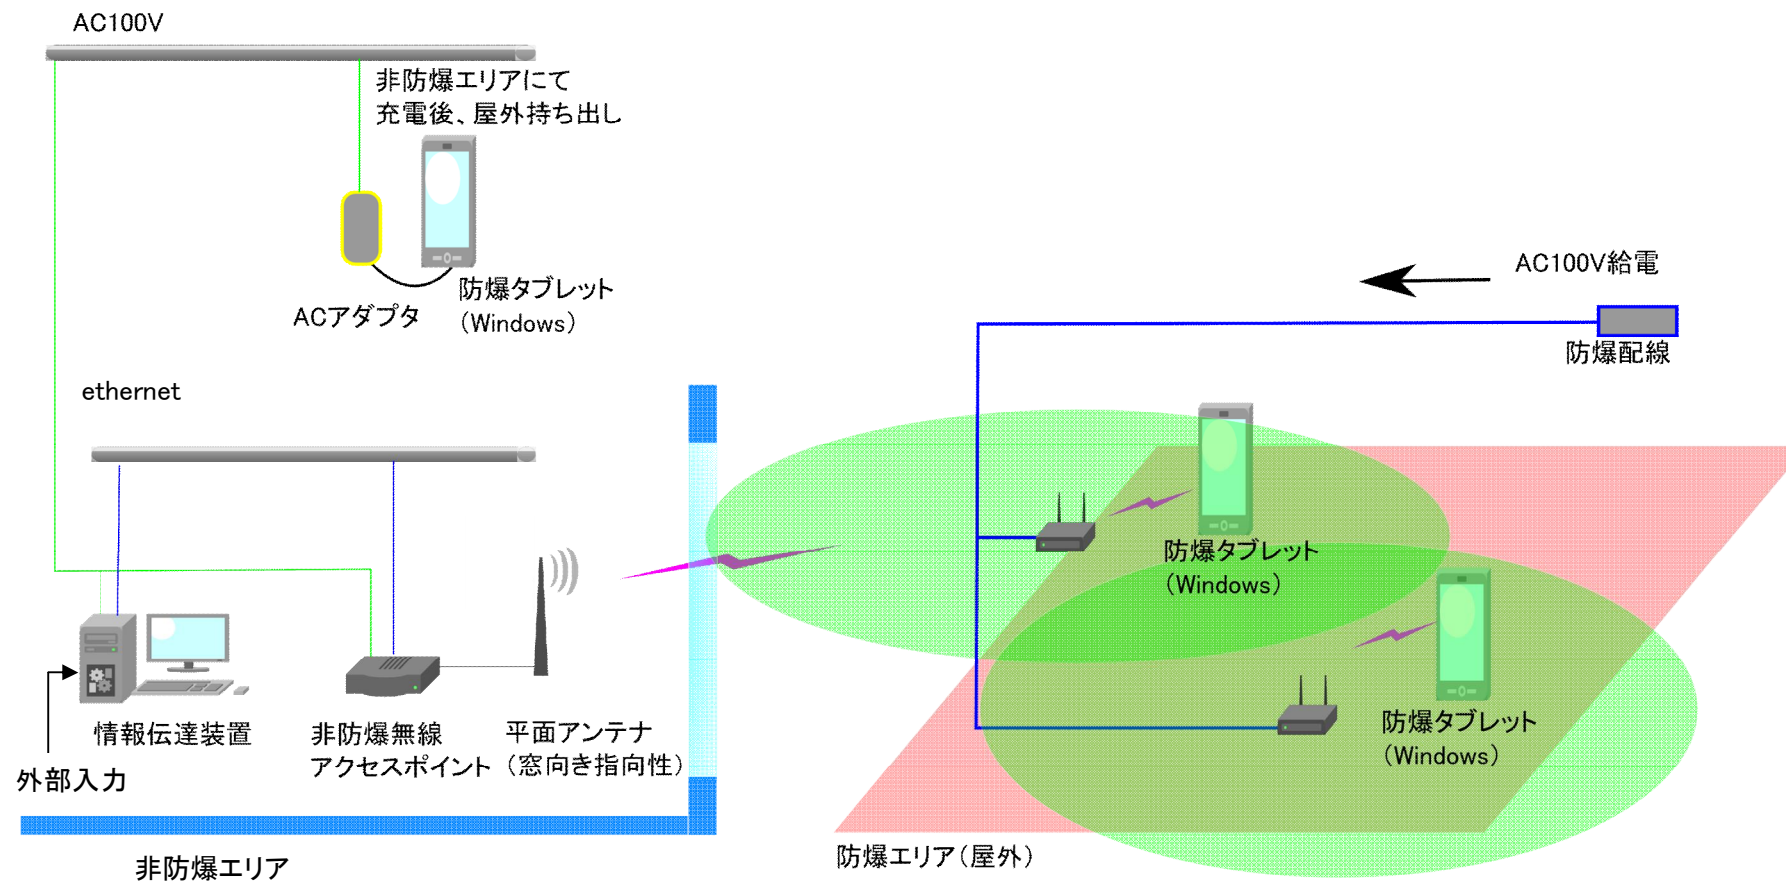 AC100V
非防爆エリアにて
充電後、屋外持ち出し
防爆タブレット
（Windows）
ACアダプタ
AC100V給電
防爆配線
ethernet
防爆タブレット
（Windows）
防爆タブレット
（Windows）
情報伝達装置
外部入力
非防爆無線
アクセスポイント
平面アンテナ
（窓向き指向性）
非防爆エリア
防爆エリア（屋外）